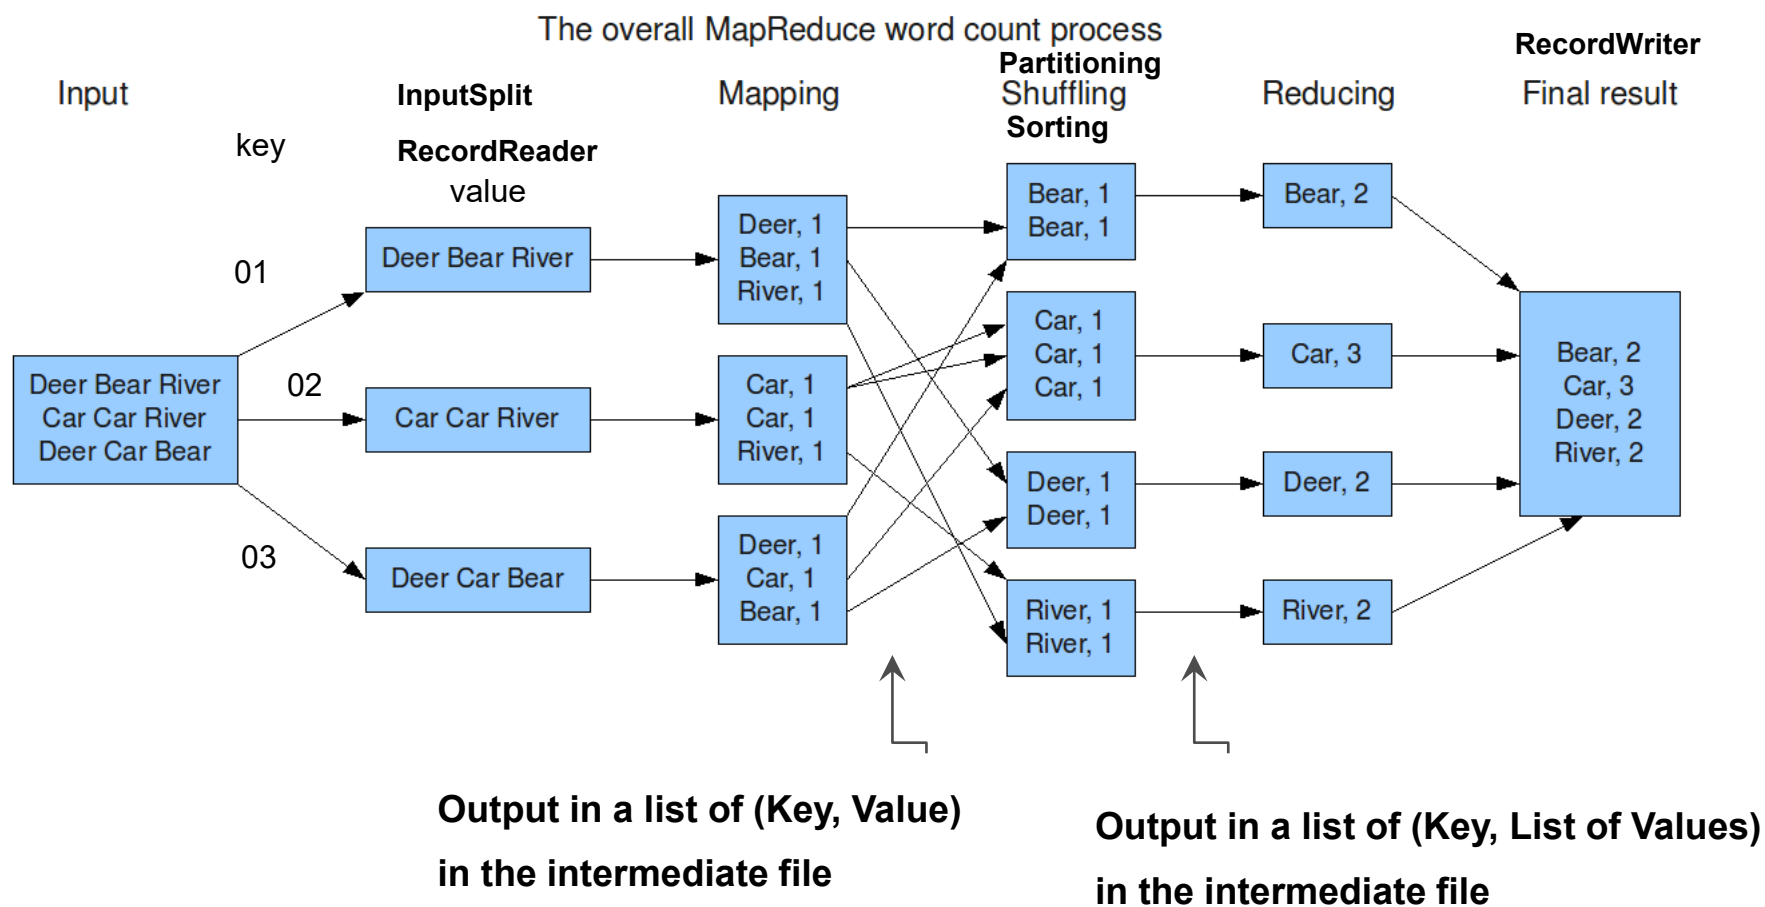 The overall MapReduce word count process
Input
key
InputSplit
RecordReader
value
Mapping
Partitioning
Shuffling
Sorting
Reducing
RecordWriter
Final result
Deer Bear River
Car Car River
Deer Car Bear
01
02
03
Deer Bear River
Car Car River
Deer Car Bear
Deer, 1
Bear, 1
River, 1
Car, 1
Car, 1
River, 1
Deer, 1
Car, 1
Bear, 1
Bear, 1
Bear, 1
Car, 1
Car, 1
Car, 1
Deer, 1
Deer, 1
River, 1
River, 1
Bear, 2
Car, 3
Deer, 2
River, 2
Bear, 2
Car, 3
Deer, 2
River, 2
Output in a list of (Key, Value)
in the intermediate file
Output in a list of (Key, List of Values)
in the intermediate file